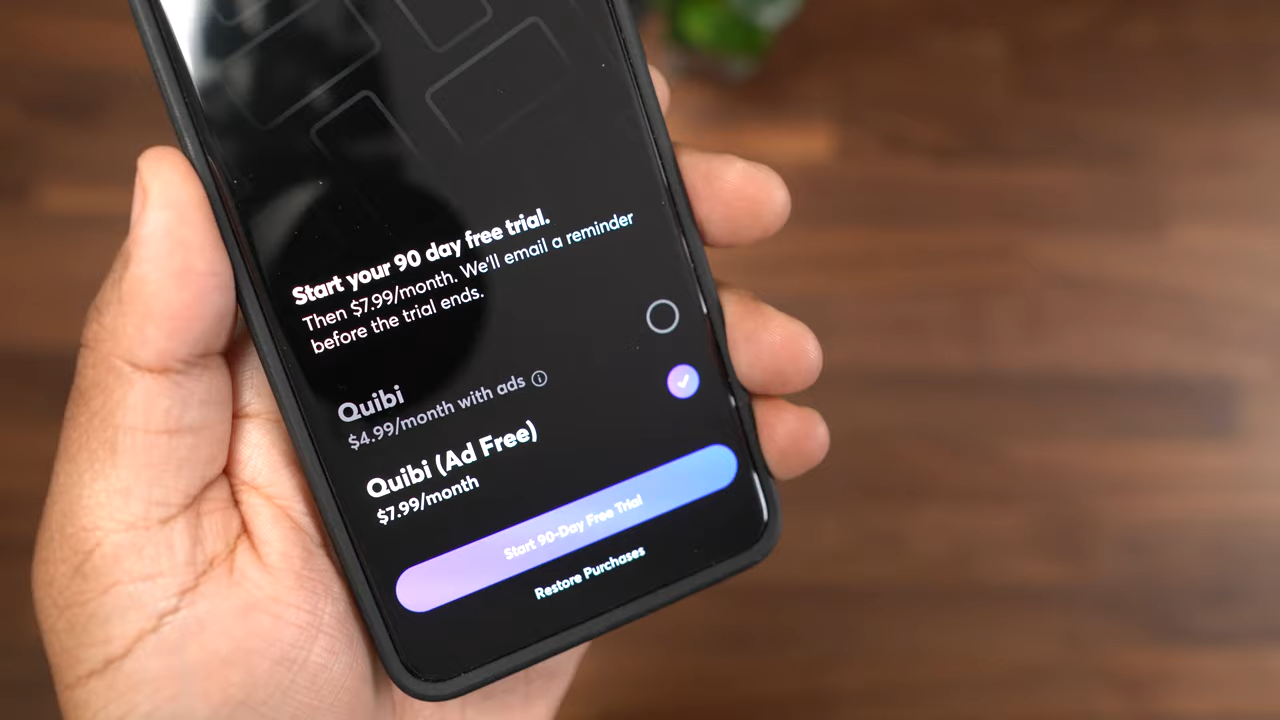 Start your 90 day free trial.
Then $7.99/month. We'll email a reminder
before the trial ends.
Quibi
$4.99/month with ads
Quibi (Ad Free)
$7.99/month
Start 90-Day Free Trial
Restore Purchases